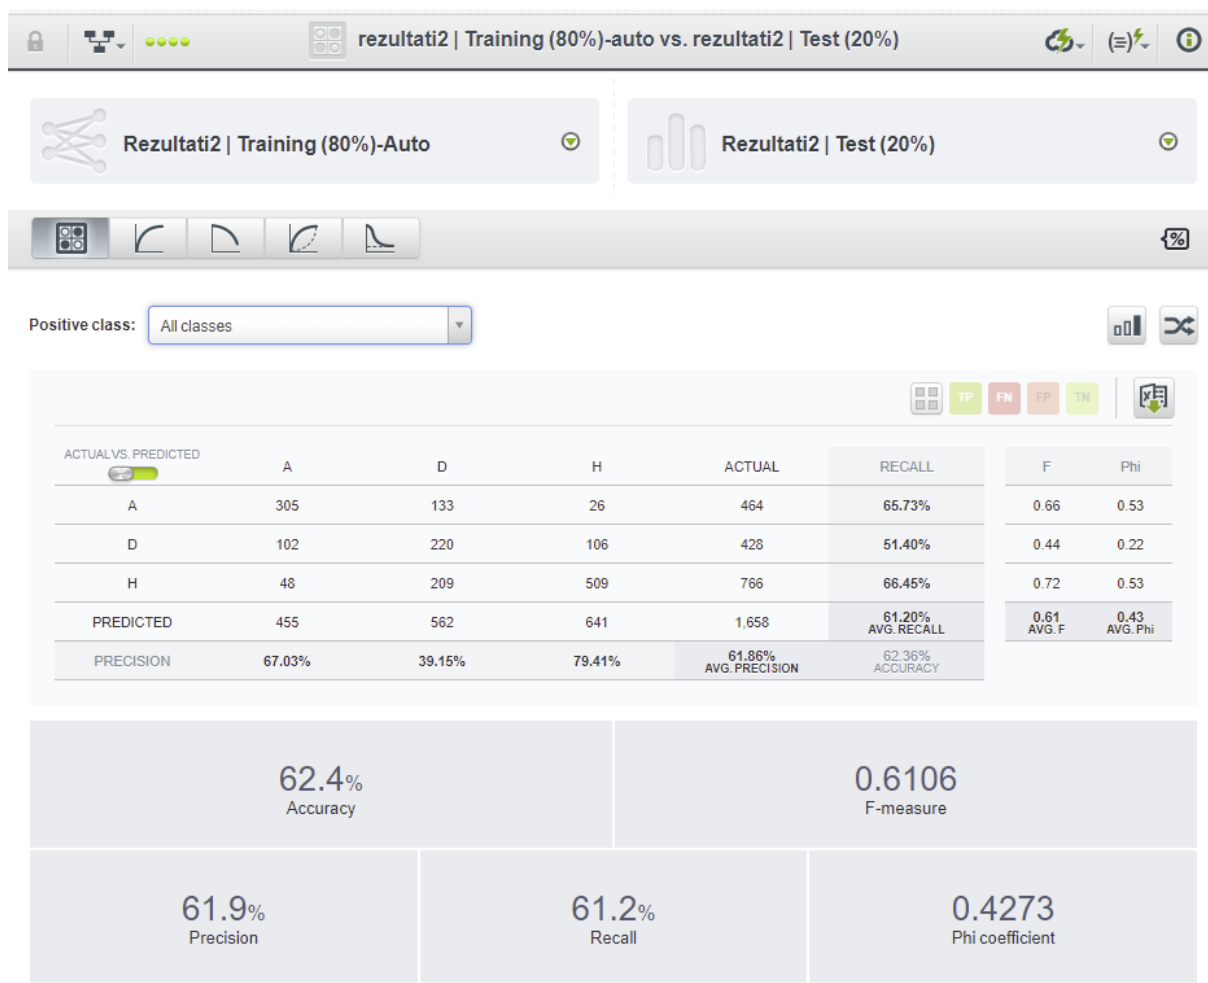 rezultati2 | Training (80%)-auto vs. rezultati2 | Test (20%)
Rezultati2 | Training (80%)-Auto
Rezultati2 | Test (20%)
Positive class: All classes
TP FN FP TN
ACTUAL VS. PREDICTED A D H ACTUAL RECALL F Phi
A 305 133 26 464 65.73% 0.66 0.53
D 102 220 106 428 51.40% 0.44 0.22
H 48 209 509 766 66.45% 0.72 0.53
PREDICTED 455 562 641 1,658 61.20% AVG. RECALL 0.61 AVG. F 0.43 AVG. Phi
PRECISION 67.03% 39.15% 79.41% 61.86% AVG. PRECISION 62.36% ACCURACY
62.4%
Accuracy
0.6106
F-measure
61.9%
Precision
61.2%
Recall
0.4273
Phi coefficient